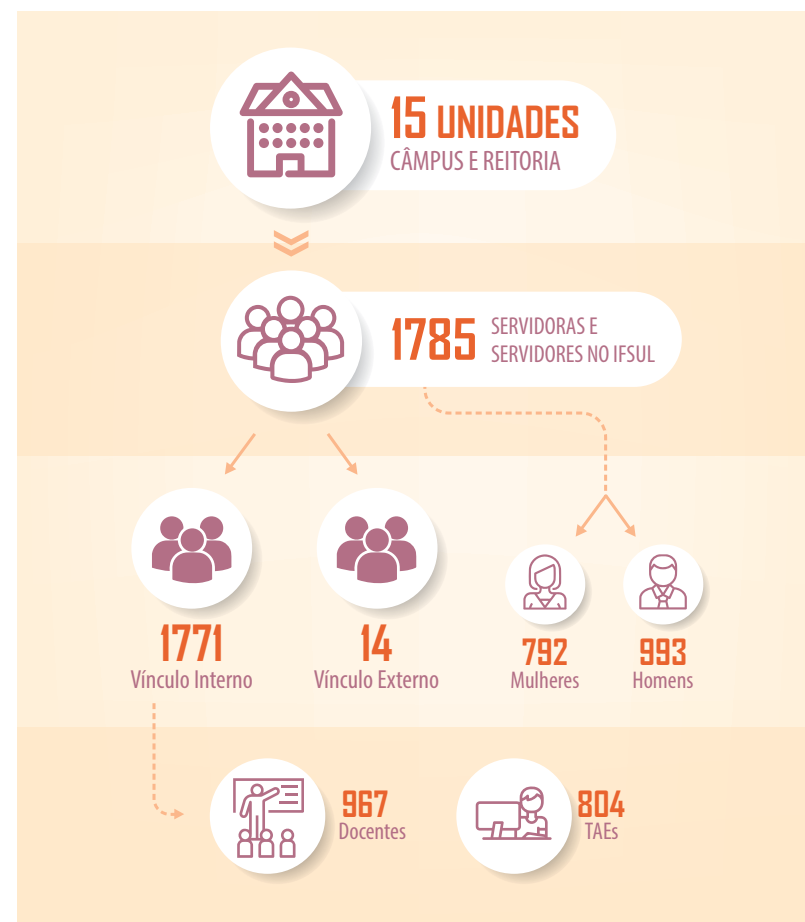 15 UNIDADES
CÂMPUS E REITORIA
1785
SERVIDORAS E
SERVIDORES NO IFSUL
1771
Vínculo Interno
14
Vínculo Externo
792
Mulheres
993
Homens
967
Docentes
804
TAEs